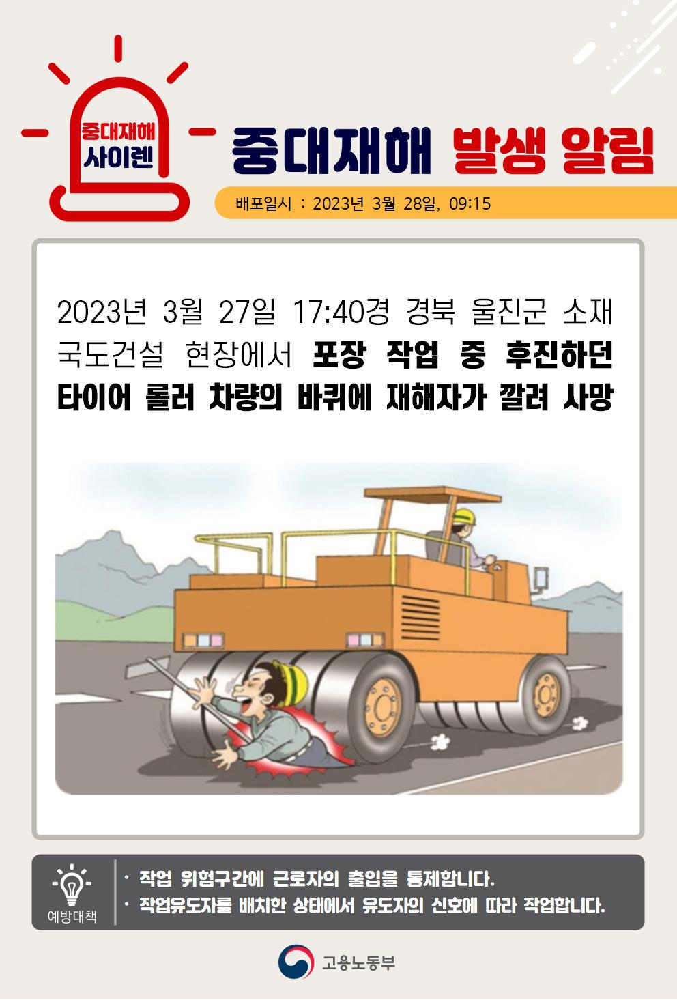 중대재해
사이렌
중대재해 발생 알림
배포일시 : 2023년 3월 28일, 09:15
2023년 3월 27일 17:40경 경북 울진군 소재
국도건설 현장에서 포장 작업 중 후진하던
타이어 롤러 차량의 바퀴에 재해자가 깔려 사망
· 작업 위험구간에 근로자의 출입을 통제합니다.
· 작업유도자를 배치한 상태에서 유도자의 신호에 따라 작업합니다.
예방대책
고용노동부